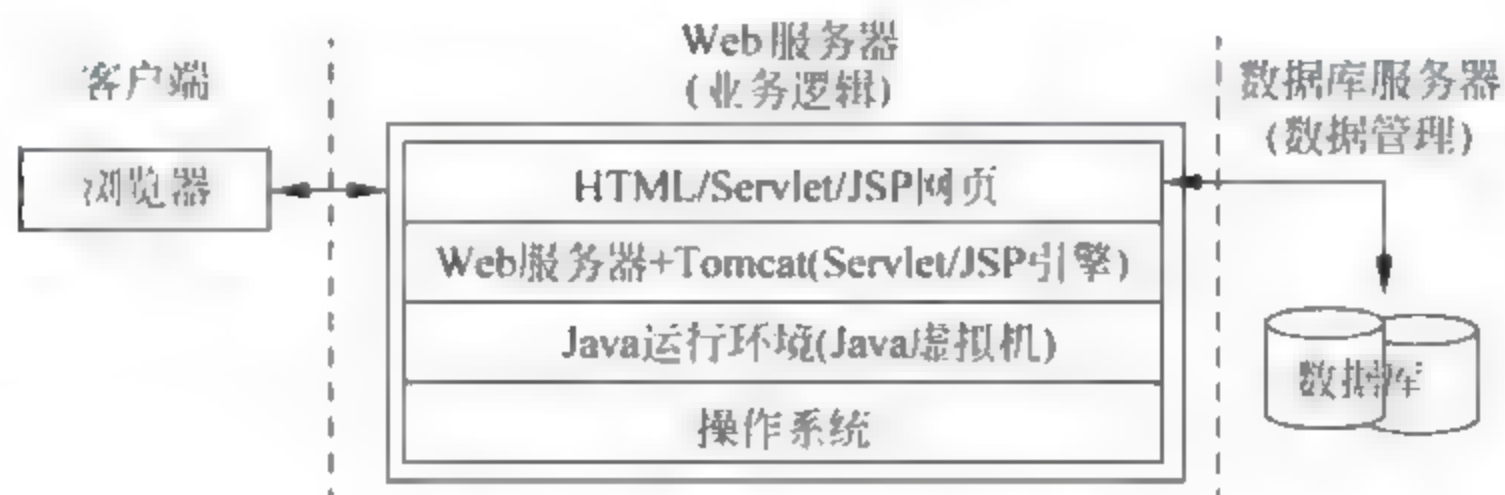 客户端
浏览器
Web服务器
(业务逻辑)
HTML/Servlet/JSP网页
Web服务器+Tomcat(Servlet/JSP引擎)
Java运行环境(Java虚拟机)
操作系统
数据库服务器
(数据管理)
数据库